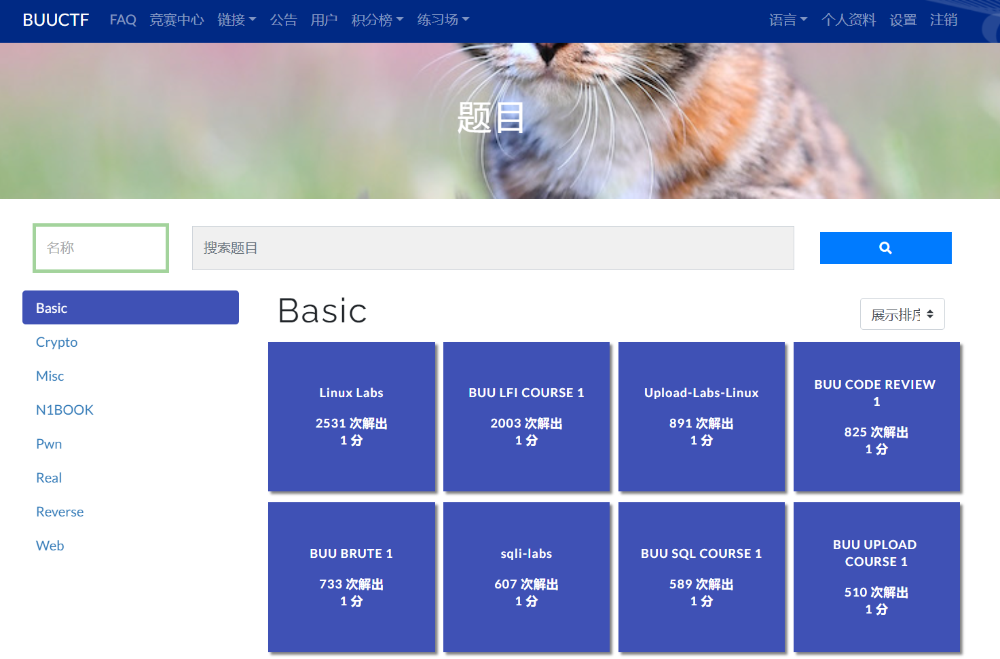 BUUCTF FAQ 竞赛中心 链接 公告 用户 积分榜 练习场 语言 个人资料 设置 注销
题目
名称 搜索题目
Basic
Crypto
Misc
N1BOOK
Pwn
Real
Reverse
Web
Basic
展示排序
Linux Labs
2531 次解出
1 分
BUU LFI COURSE 1
2003 次解出
1 分
Upload-Labs-Linux
891 次解出
1 分
BUU CODE REVIEW
1
825 次解出
1 分
BUU BRUTE 1
733 次解出
1 分
sqli-labs
607 次解出
1 分
BUU SQL COURSE 1
589 次解出
1 分
BUU UPLOAD
COURSE 1
510 次解出
1 分